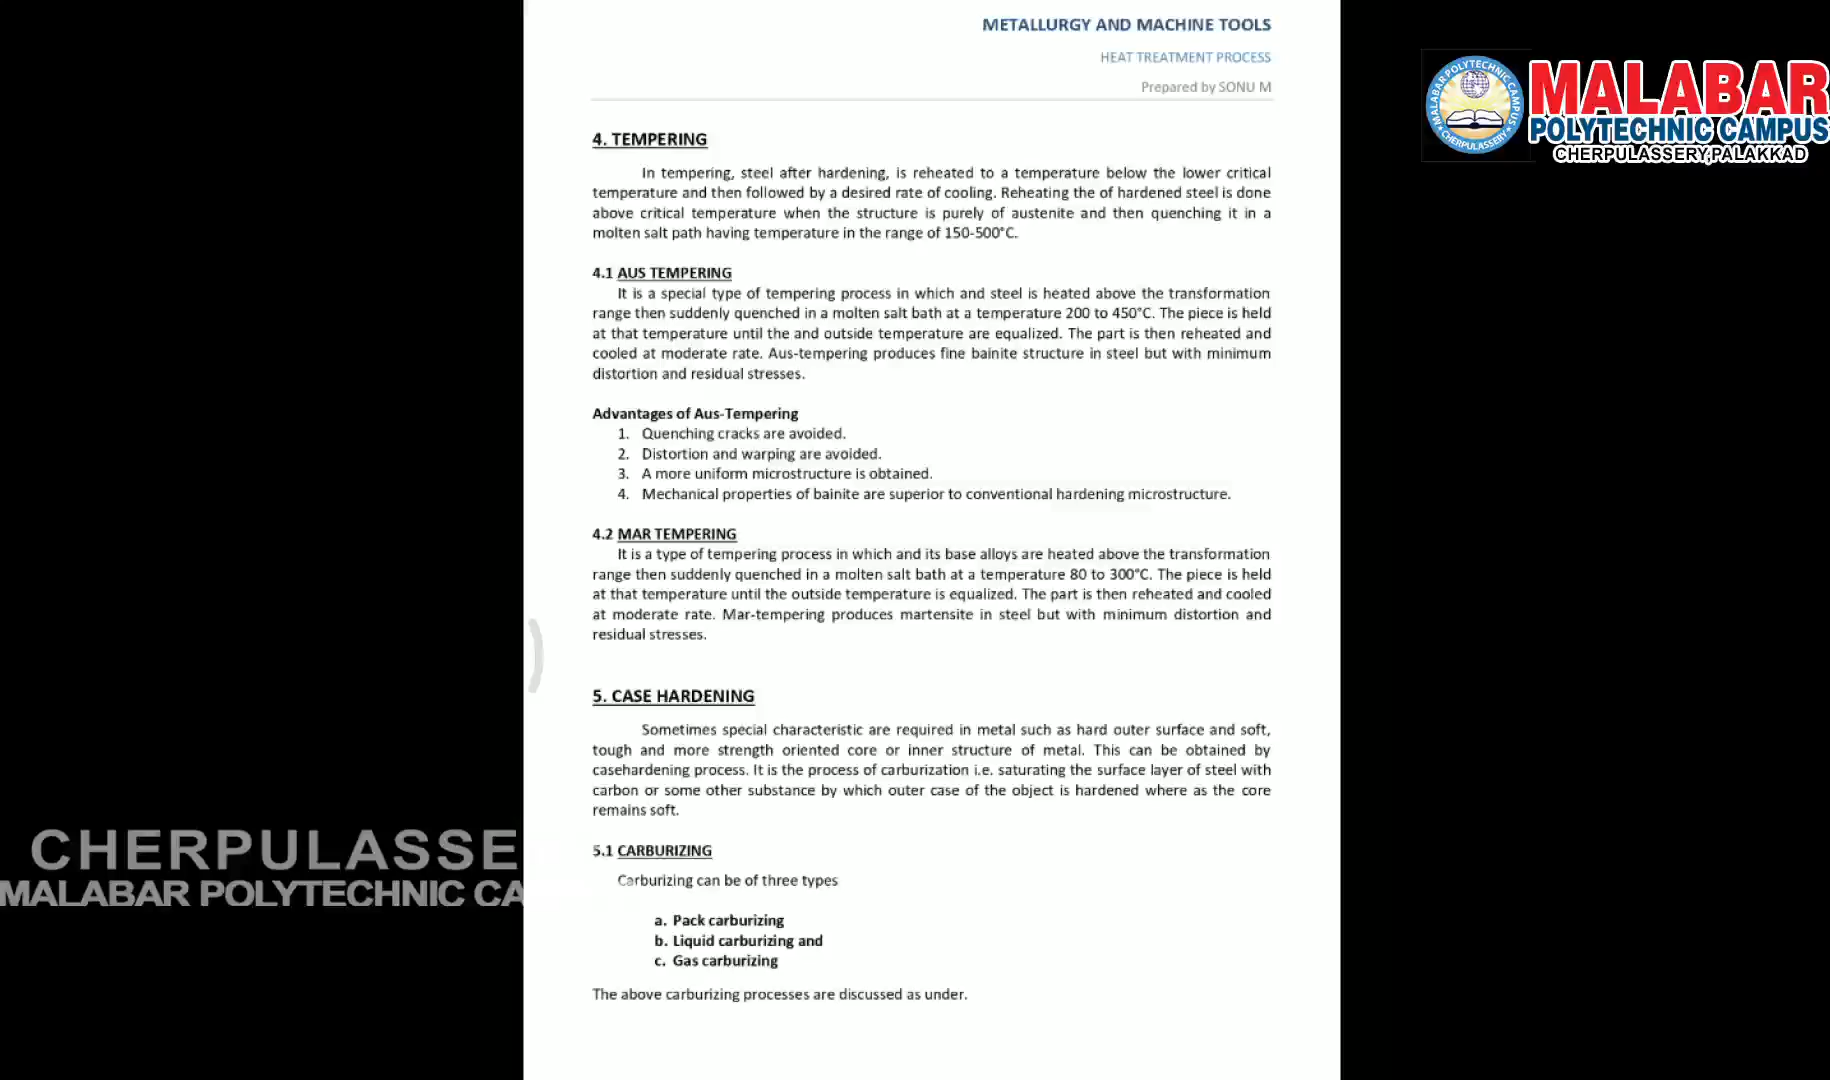 METALLURGY AND MACHINE TOOLS
HEAT TREATMENT PROCESS
Prepared by SONU M
MALABAR POLYTECHNIC CAMPUS
CHERPULASSERY
MALABAR
POLYTECHNIC CAMPUS
CHERPULASSERY,PALAKKAD
4. TEMPERING
In tempering, steel after hardening, is reheated to a temperature below the lower critical
temperature and then followed by a desired rate of cooling. Reheating the of hardened steel is done
above critical temperature when the structure is purely of austenite and then quenching it in a
molten salt path having temperature in the range of 150-500°C.
4.1 AUS TEMPERING
It is a special type of tempering process in which and steel is heated above the transformation
range then suddenly quenched in a molten salt bath at a temperature 200 to 450°C. The piece is held
at that temperature until the and outside temperature are equalized. The part is then reheated and
cooled at moderate rate. Aus-tempering produces fine bainite structure in steel but with minimum
distortion and residual stresses.
Advantages of Aus-Tempering
1. Quenching cracks are avoided.
2. Distortion and warping are avoided.
3. A more uniform microstructure is obtained.
4. Mechanical properties of bainite are superior to conventional hardening microstructure.
4.2 MAR TEMPERING
It is a type of tempering process in which and its base alloys are heated above the transformation
range then suddenly quenched in a molten salt bath at a temperature 80 to 300°C. The piece is held
at that temperature until the outside temperature is equalized. The part is then reheated and cooled
at moderate rate. Mar-tempering produces martensite in steel but with minimum distortion and
residual stresses.
5. CASE HARDENING
Sometimes special characteristic are required in metal such as hard outer surface and soft,
tough and more strength oriented core or inner structure of metal. This can be obtained by
casehardening process. It is the process of carburization i.e. saturating the surface layer of steel with
carbon or some other substance by which outer case of the object is hardened where as the core
remains soft.
5.1 CARBURIZING
Carburizing can be of three types
a. Pack carburizing
b. Liquid carburizing and
c. Gas carburizing
The above carburizing processes are discussed as under.
CHERPULASSE
MALABAR POLYTECHNIC CA